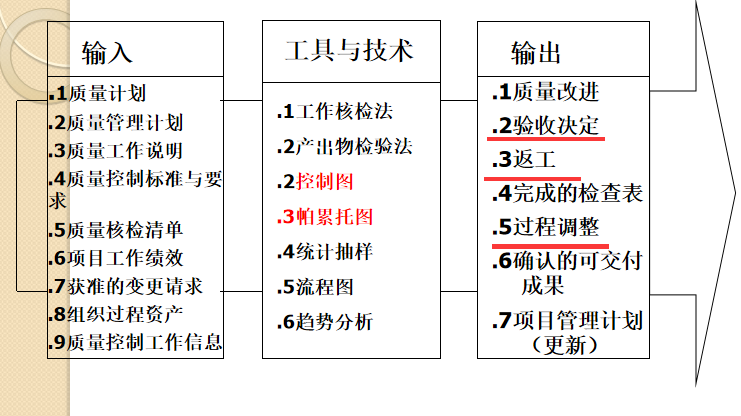 输入
.1质量计划
.2质量管理计划
.3质量工作说明
.4质量控制标准与要
求
.5质量核检清单
.6项目工作绩效
.7获准的变更请求
.8组织过程资产
.9质量控制工作信息
工具与技术
.1工作核检法
.2产出物检验法
.2控制图
.3帕累托图
.4统计抽样
.5流程图
.6趋势分析
输出
.1质量改进
.2验收决定
.3返工
.4完成的检查表
.5过程调整
.6确认的可交付
成果
.7项目管理计划
（更新）